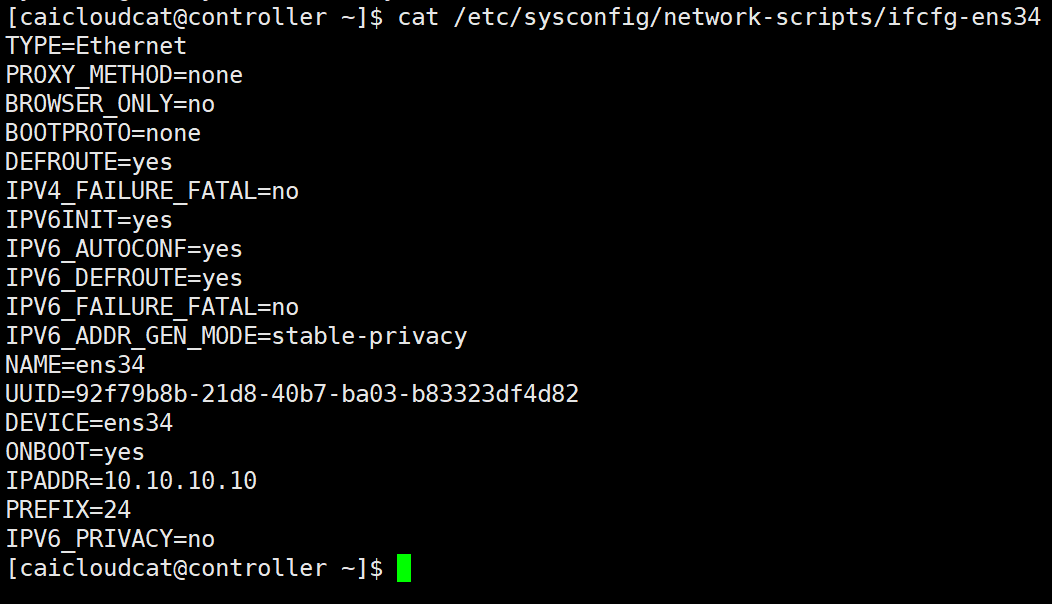 [caicloudcat@controller ~]$ cat /etc/sysconfig/network-scripts/ifcfg-ens34
TYPE=Ethernet
PROXY_METHOD=none
BROWSER_ONLY=no
BOOTPROTO=none
DEFROUTE=yes
IPV4_FAILURE_FATAL=no
IPV6INIT=yes
IPV6_AUTOCONF=yes
IPV6_DEFROUTE=yes
IPV6_FAILURE_FATAL=no
IPV6_ADDR_GEN_MODE=stable-privacy
NAME=ens34
UUID=92f79b8b-21d8-40b7-ba03-b83323df4d82
DEVICE=ens34
ONBOOT=yes
IPADDR=10.10.10.10
PREFIX=24
IPV6_PRIVACY=no
[caicloudcat@controller ~]$